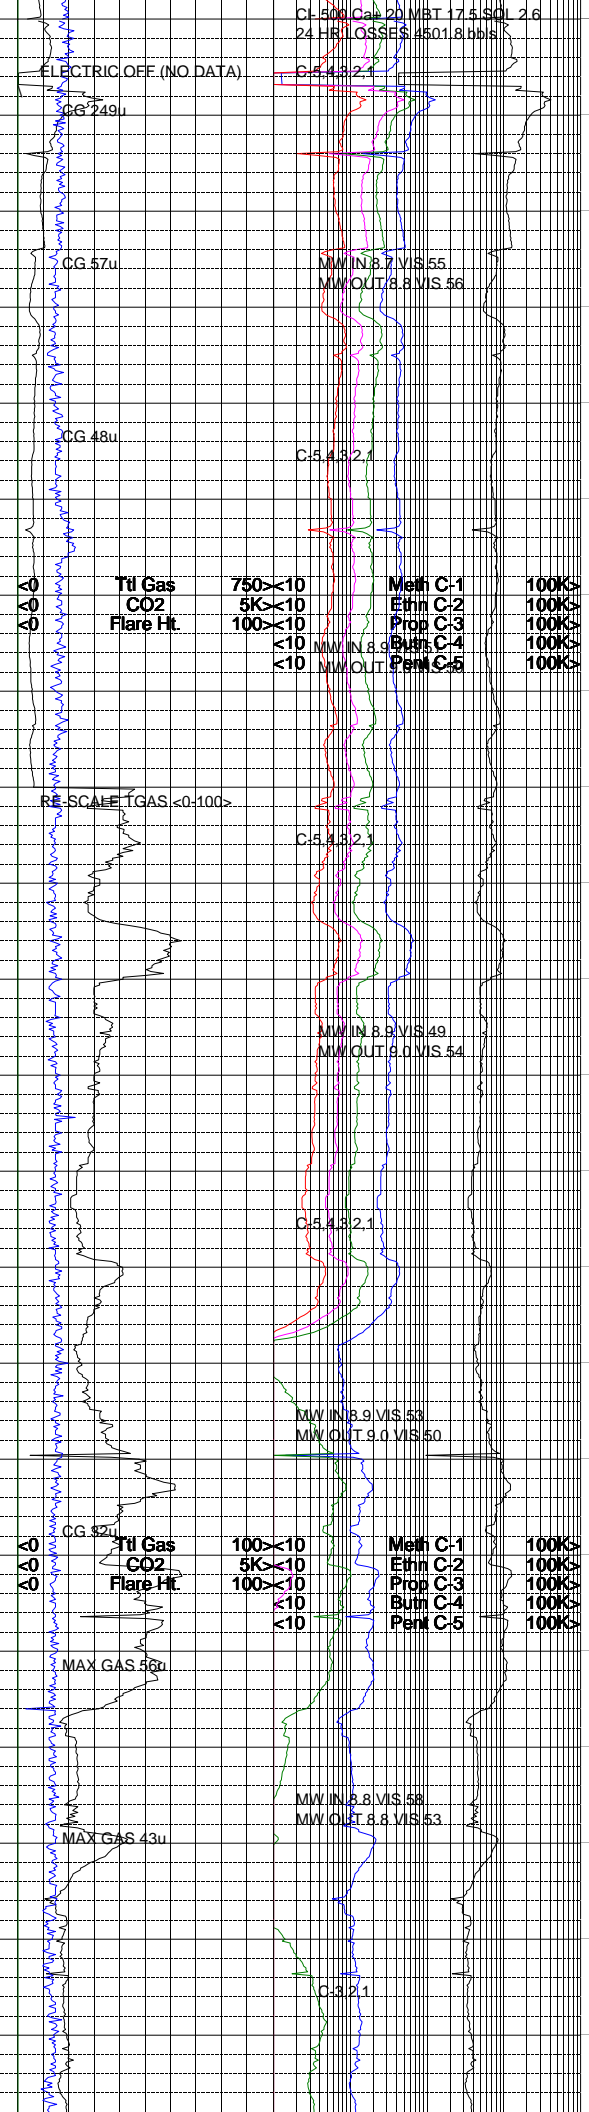 Cl- 500 Ca+ 20 MBT 17.5 SOL 2.6
24 HR LOSSES 4501.8 bbls
ELECTRIC OFF (NO DATA)
C-5,4,3,2,1
CG 249u
CG 57u
MW IN 8.7 VIS 55
MW OUT 8.8 VIS 56
CG 48u
C-5,4,3,2,1
<0 Ttl Gas 750> <10 Meth C-1 100K>
<0 CO2 5K> <10 Ethn C-2 100K>
<0 Flare Ht. 100> <10 Prop C-3 100K>
<10 Butn C-4 100K>
MW IN 8.9
<10 Pent C-5 100K>
MW OUT
RE-SCALE TGAS <0-100>
C-5,4,3,2,1
MW IN 8.9 VIS 49
MW OUT 9.0 VIS 54
C-5,4,3,2,1
MW IN 8.9 VIS 53
MW OUT 9.0 VIS 50
CG 32u
<0 Ttl Gas 100> <10 Meth C-1 100K>
<0 CO2 5K> <10 Ethn C-2 100K>
<0 Flare Ht. 100> <10 Prop C-3 100K>
<10 Butn C-4 100K>
<10 Pent C-5 100K>
MAX GAS 56u
MW IN 8.8 VIS 58
MW OUT 8.8 VIS 53
MAX GAS 43u
C-3,2,1